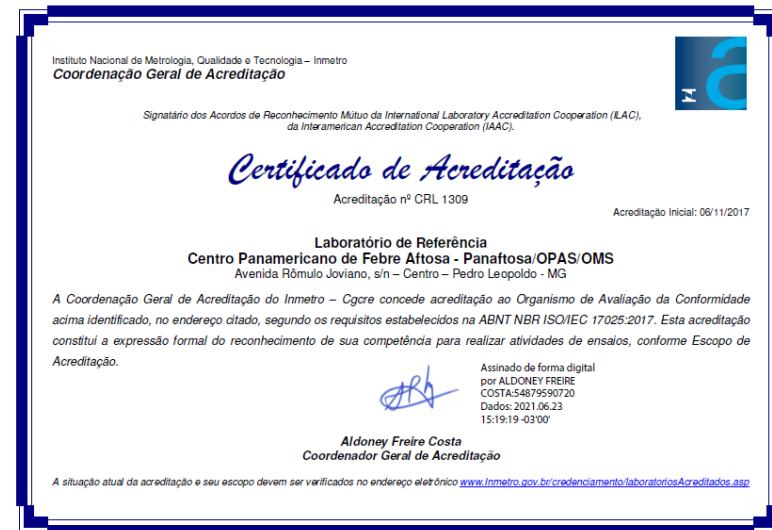 Instituto Nacional de Metrologia, Qualidade e Tecnologia – Inmetro
Coordenação Geral de Acreditação
Signatário dos Acordos de Reconhecimento Mútuo da International Laboratory Accreditation Cooperation (ILAC),
da Interamerican Accreditation Cooperation (IAAC).
Certificado de Acreditação
Acreditação nº CRL 1309
Acreditação Inicial: 06/11/2017
Laboratório de Referência
Centro Panamericano de Febre Aftosa - Panaftosa/OPAS/OMS
Avenida Rômulo Joviano, s/n – Centro – Pedro Leopoldo - MG
A Coordenação Geral de Acreditação do Inmetro – Cgcre concede acreditação ao Organismo de Avaliação da Conformidade
acima identificado, no endereço citado, segundo os requisitos estabelecidos na ABNT NBR ISO/IEC 17025:2017. Esta acreditação
constitui a expressão formal do reconhecimento de sua competência para realizar atividades de ensaios, conforme Escopo de
Acreditação.
Assinado de forma digital
por ALDONEY FREIRE
COSTA:54879590720
Dados: 2021.06.23
15:19:19 -03'00'
Aldoney Freire Costa
Coordenador Geral de Acreditação
A situação atual da acreditação e seu escopo devem ser verificados no endereço eletrônico www.Inmetro.gov.br/credenciamento/laboratoriosAcreditados.asp